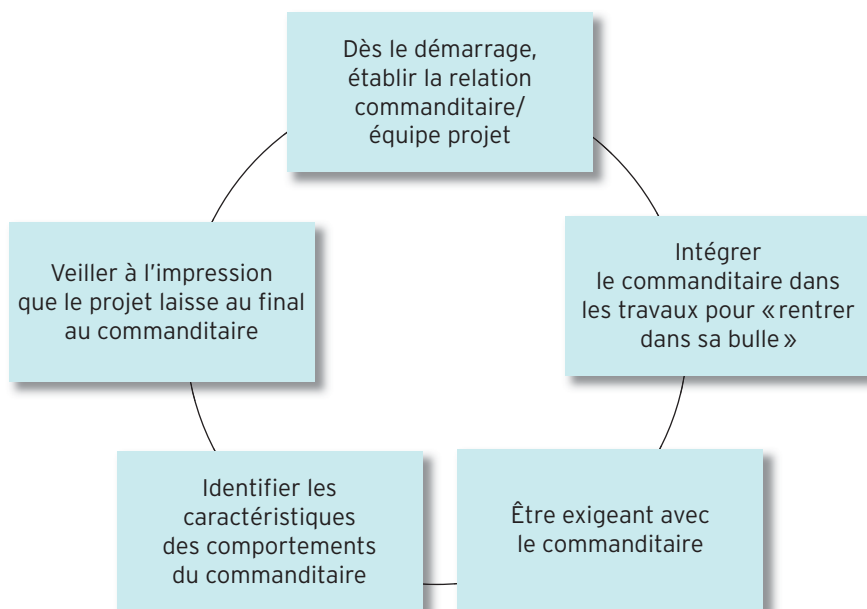 Dès le démarrage,
établir la relation
commanditaire/
équipe projet
Intégrer
le commanditaire dans
les travaux pour « rentrer
dans sa bulle »
Être exigeant avec
le commanditaire
Identifier les
caractéristiques
des comportements
du commanditaire
Veiller à l’impression
que le projet laisse au final
au commanditaire